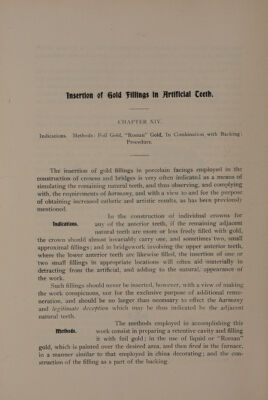 Insertion of Gold Fillings in Artificial Teeth.
CHAPTER XIV.
Indications. Methods: Foil Gold, "Roman" Gold, In Combination with Backing:
Procedure.
The insertion of gold fillings in porcelain facings employed in the
construction of crowns and bridges is very often indicated as a means of
simulating the remaining natural teeth, and thus observing, and complying
with, the requirements of harmony, and with a view to and for the purpose
of obtaining increased esthetic and artistic results, as has been previously
mentioned.
In the construction of individual crowns for
Indications. any of the anterior teeth, if the remaining adjacent
natural teeth are more or less freely filled with gold,
the crown should almost invariably carry one, and sometimes two, small
approximal fillings; and in bridgework involving the upper anterior teeth,
where the lower anterior teeth are likewise filled, the insertion of one or
two small fillings in appropriate locations will often aid materially in
detracting from the artificial, and adding to the natural, appearance of
the work.
Such fillings should never be inserted, however, with a view of making
the work conspicuous, nor for the exclusive purpose of additional remu-
neration, and should be no larger than necessary to effect the harmony
and legitimate deception which may be thus indicated by the adjacent
natural teeth.
The methods employed in accomplishing this
Methods. work consist in preparing a retentive cavity and filling
it with foil gold; in the use of liquid or "Roman"
gold, which is painted over the desired area, and then fired in the furnace,
in a manner similar to that employed in china decorating; and the con-
struction of the filling as a part of the backing.